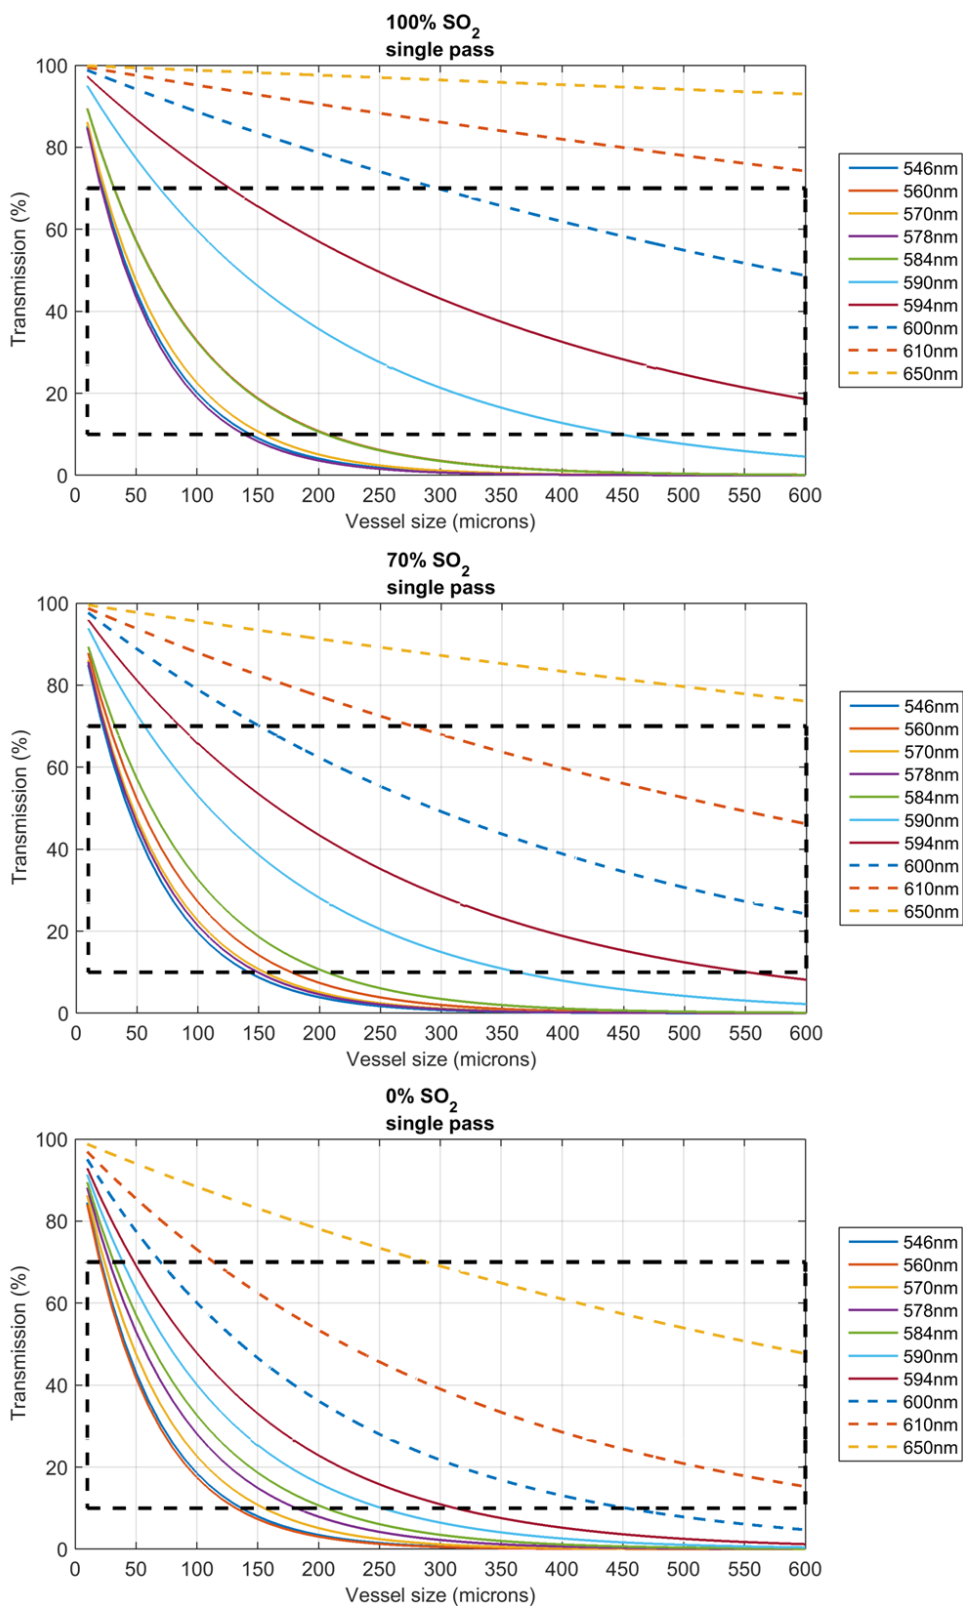 100% SO2
single pass
100
80
60
40
20
0
Transmission (%)
0 50 100 150 200 250 300 350 400 450 500 550 600
Vessel size (microns)
546nm
560nm
570nm
578nm
584nm
590nm
594nm
600nm
610nm
650nm
70% SO2
single pass
100
80
60
40
20
0
Transmission (%)
0 50 100 150 200 250 300 350 400 450 500 550 600
Vessel size (microns)
546nm
560nm
570nm
578nm
584nm
590nm
594nm
600nm
610nm
650nm
0% SO2
single pass
100
80
60
40
20
0
Transmission (%)
0 50 100 150 200 250 300 350 400 450 500 550 600
Vessel size (microns)
546nm
560nm
570nm
578nm
584nm
590nm
594nm
600nm
610nm
650nm